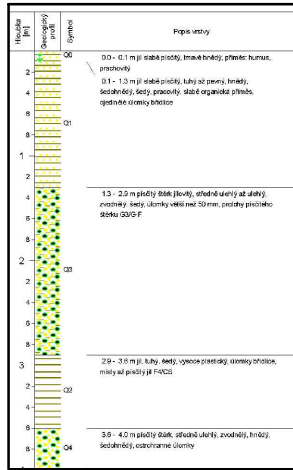 Hloubka [m]
Geologický profil
Symbol
Popis vrstvy
Q0
0.0 - 0.1 m jíl slabě písčitý, tmavě hnědý, příměs: humus,
prachovitý
0.1 - 1.3 m jíl slabě písčitý, tuhý až pevný, hnědý,
šedohnědý, šedý, pracovitý, slabě organická příměs,
ojediněle úlomky břidlice
2
4
6
Q1
8
1
2
1.3 - 2.9 m písčitý štěrk jílovitý, středně ulehlý až ulehlý,
zvodnělý, šedý, úlomky větší než 50 mm, prolohy písčitého
štěrku G3/G-F
4
6
8
2
Q3
2
4
6
8
2.9 - 3.6 m jíl, tuhý, šedý, vysoce plastický, úlomky břidlice,
místy až písčitý jíl F4/CS
3
2
Q2
4
6
3.6 - 4.0 m písčitý štěrk, středně ulehlý, zvodnělý, hnědý,
šedohnědý, ostrohranné úlomky
Q4
8